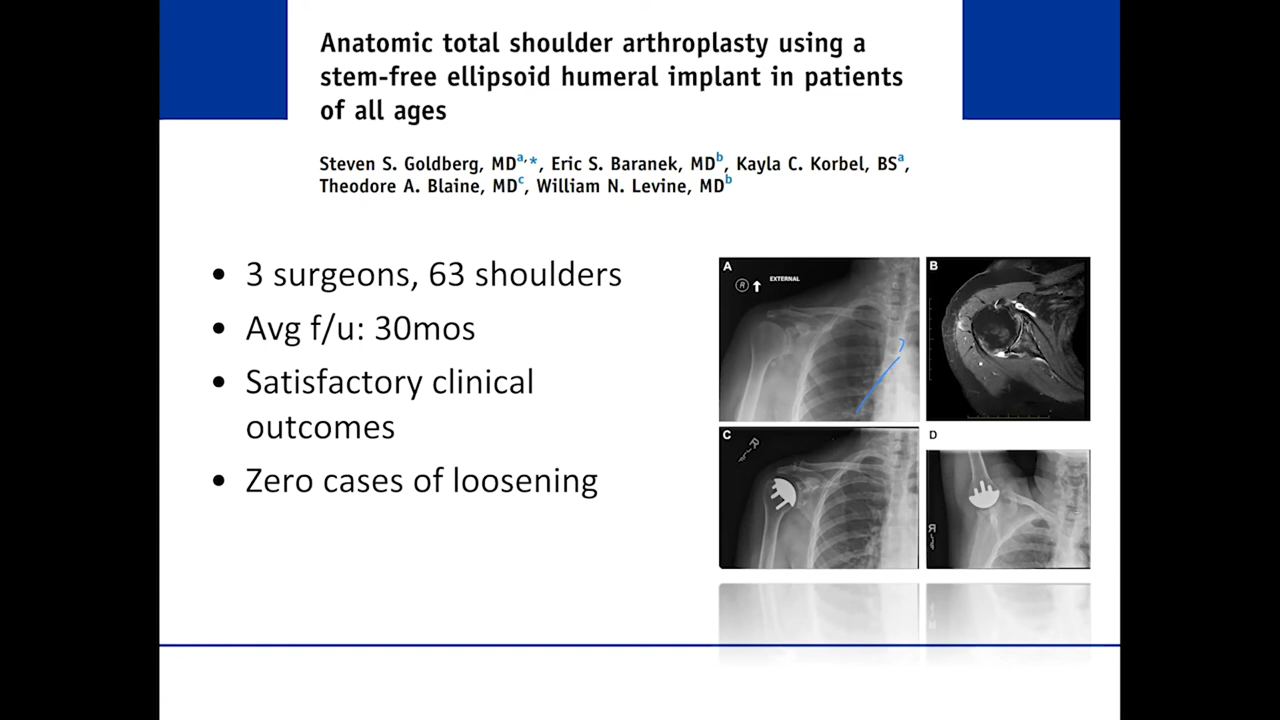 Anatomic total shoulder arthroplasty using a
stem-free ellipsoid humeral implant in patients
of all ages
Steven S. Goldberg, MDa,*, Eric S. Baranek, MDb, Kayla C. Korbel, BSa,
Theodore A. Blaine, MDc, William N. Levine, MDb
• 3 surgeons, 63 shoulders
• Avg f/u: 30mos
• Satisfactory clinical
outcomes
• Zero cases of loosening
A
R EXTERNAL
B
C
R
D
R